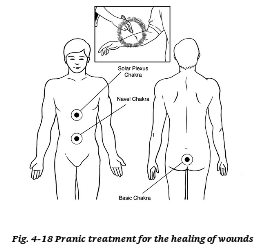 Solar Plexus
Chakra
Navel Chakra
Basic Chakra
Fig. 4-18 Pranic treatment for the healing of wounds